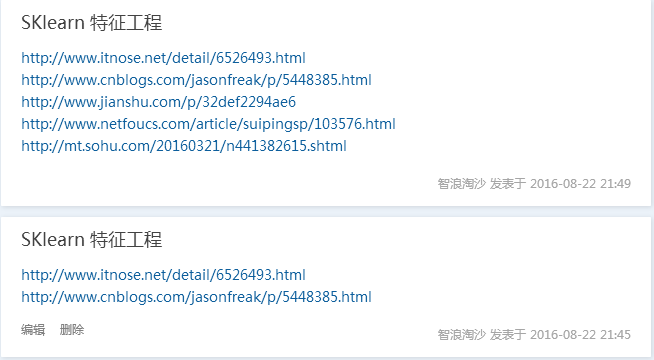 SKlearn 特征工程
http://www.itnose.net/detail/6526493.html
http://www.cnblogs.com/jasonfreak/p/5448385.html
http://www.jianshu.com/p/32def2294ae6
http://www.netfoucs.com/article/suipingsp/103576.html
http://mt.sohu.com/20160321/n441382615.shtml
智浪淘沙 发表于 2016-08-22 21:49
SKlearn 特征工程
http://www.itnose.net/detail/6526493.html
http://www.cnblogs.com/jasonfreak/p/5448385.html
编辑 删除
智浪淘沙 发表于 2016-08-22 21:45